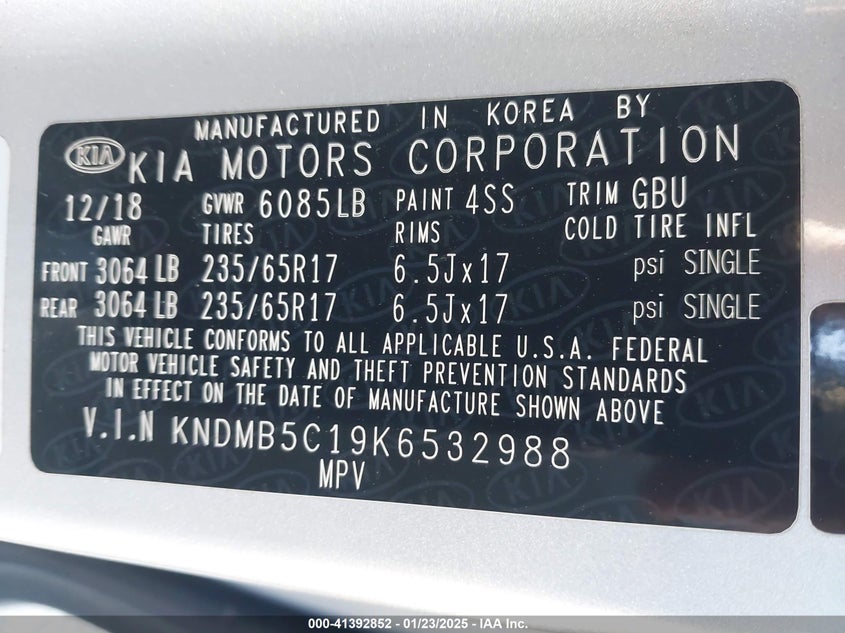 MANUFACTURED IN KOREA BY
KIA KIA MOTORS CORPORATION
12/18 GVWR 6085LB PAINT 4SS TRIM GBU
GAWR TIRES RIMS COLD TIRE INFL
FRONT 3064 LB 235/65R17 6.5Jx17 psi SINGLE
REAR 3064 LB 235/65R17 6.5Jx17 psi SINGLE
THIS VEHICLE CONFORMS TO ALL APPLICABLE U.S.A. FEDERAL
MOTOR VEHICLE SAFETY AND THEFT PREVENTION STANDARDS
IN EFFECT ON THE DATE OF MANUFACTURE SHOWN ABOVE
V.I.N KNDMB5C19K6532988
MPV
000-41392852 — 01/23/2025 — IAA Inc.